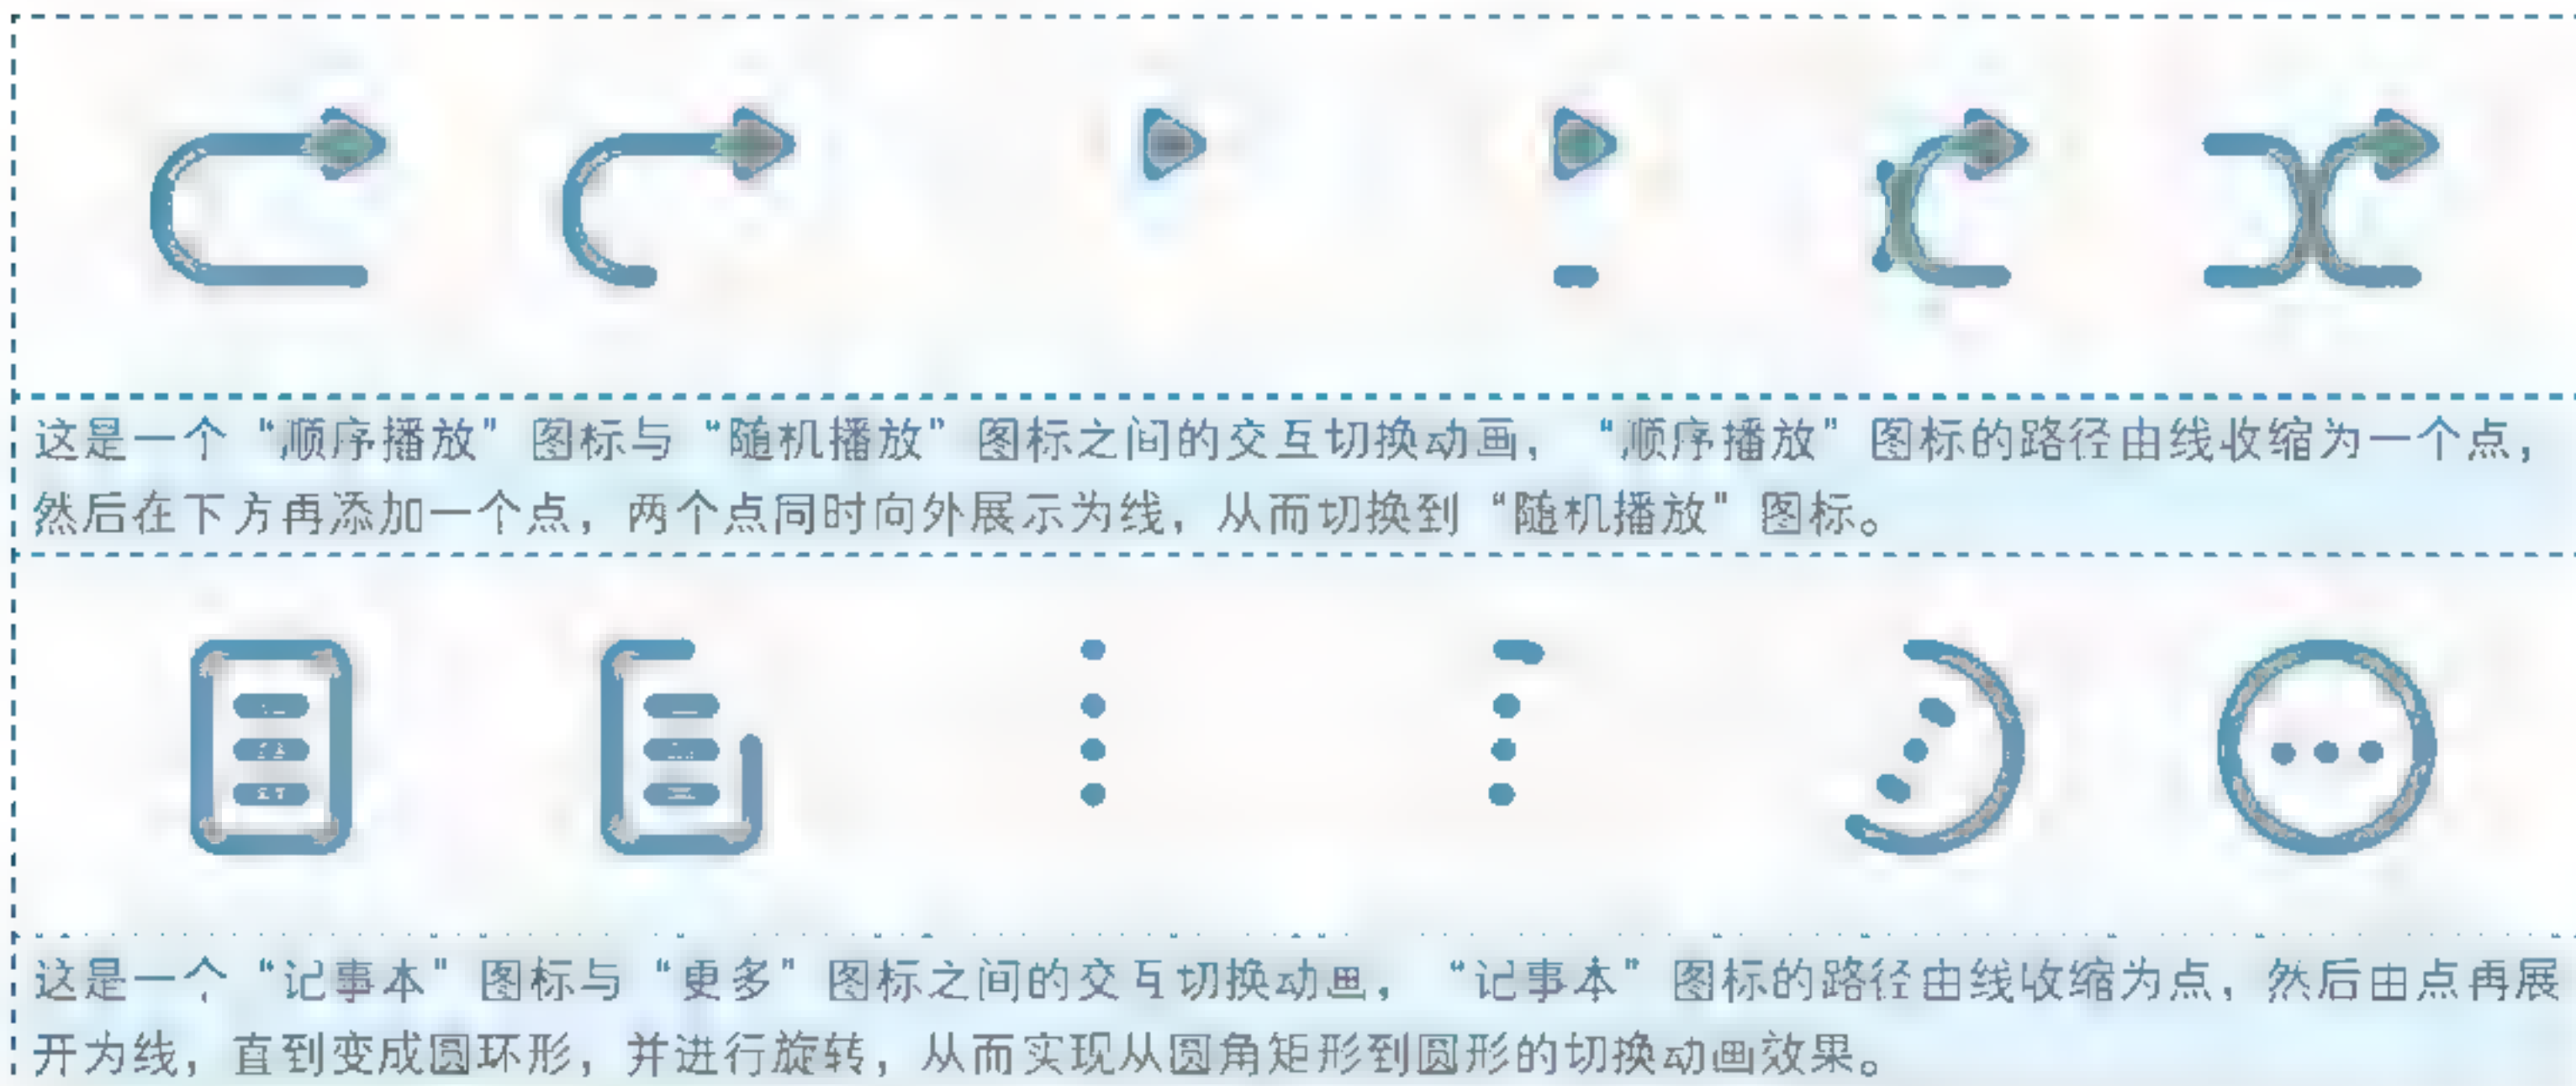 这是一个“顺序播放”图标与“随机播放”图标之间的交互切换动画，“顺序播放”图标的路径由线收缩为一个点，
然后在下方再添加一个点，两个点同时向外展示为线，从而切换到“随机播放”图标。
这是一个“记事本”图标与“更多”图标之间的交互切换动画，“记事本”图标的路径由线收缩为点，然后由点再展
开为线，直到变成圆环形，并进行旋转，从而实现从圆角矩形到圆形的切换动画效果。